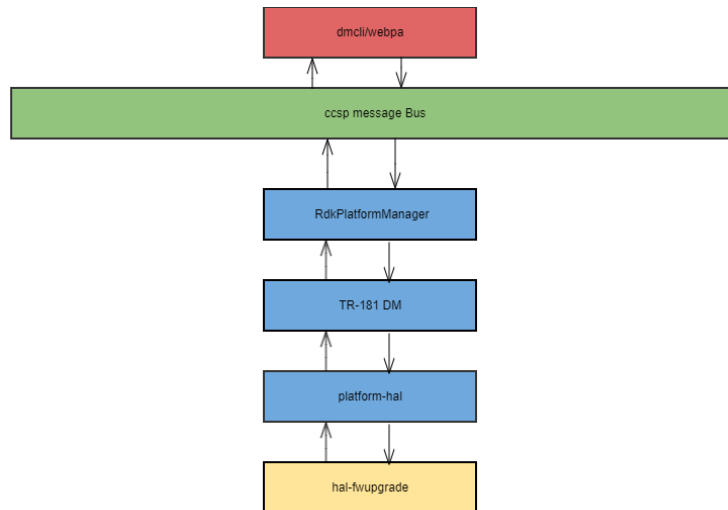 dmcli/webpa
ccsp message Bus
RdkPlatformManager
TR-181 DM
platform-hal
hal-fwupgrade